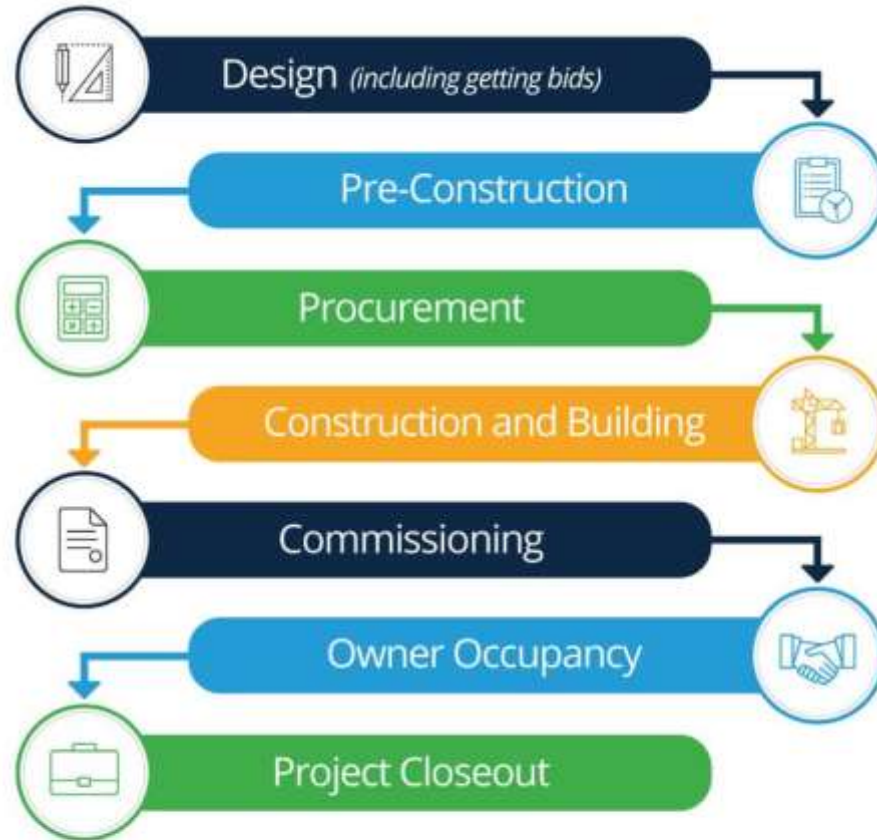 Design (including getting bids)
Pre-Construction
Procurement
Construction and Building
Commissioning
Owner Occupancy
Project Closeout